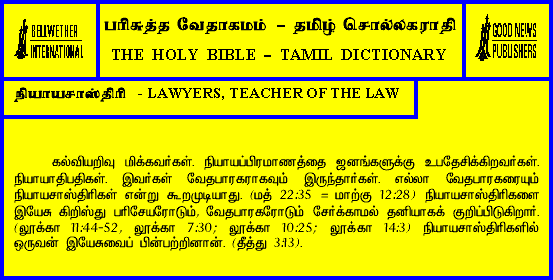 BELLWETHER
INTERNATIONAL
பரிசுத்த வேதாகமம் – தமிழ் சொல்லகராதி
THE HOLY BIBLE – TAMIL DICTIONARY
GOOD NEWS
PUBLISHERS
நியாயசாஸ்திரி - LAWYERS, TEACHER OF THE LAW
கல்வியறிவு மிக்கவர்கள். நியாயப்பிரமாணத்தை ஜனங்களுக்கு உபதேசிக்கிறவர்கள்.
நியாயாதிபதிகள். இவர்கள் வேதபாரகராகவும் இருந்தார்கள். எல்லா வேதபாரகரையும்
நியாயசாஸ்திரிகள் என்று கூறமுடியாது. (மத் 22:35 = மாற்கு 12:28) நியாயசாஸ்திரிகளை
இயேசு கிறிஸ்து பரிசேயரோடும், வேதபாரகரோடும் சேர்க்காமல் தனியாகக் குறிப்பிடுகிறார்.
(லூக்கா 11:44-52, லூக்கா 7:30; லூக்கா 10:25; லூக்கா 14:3) நியாயசாஸ்திரிகளில்
ஒருவன் இயேசுவைப் பின்பற்றினான். (தீத்து 3:13).